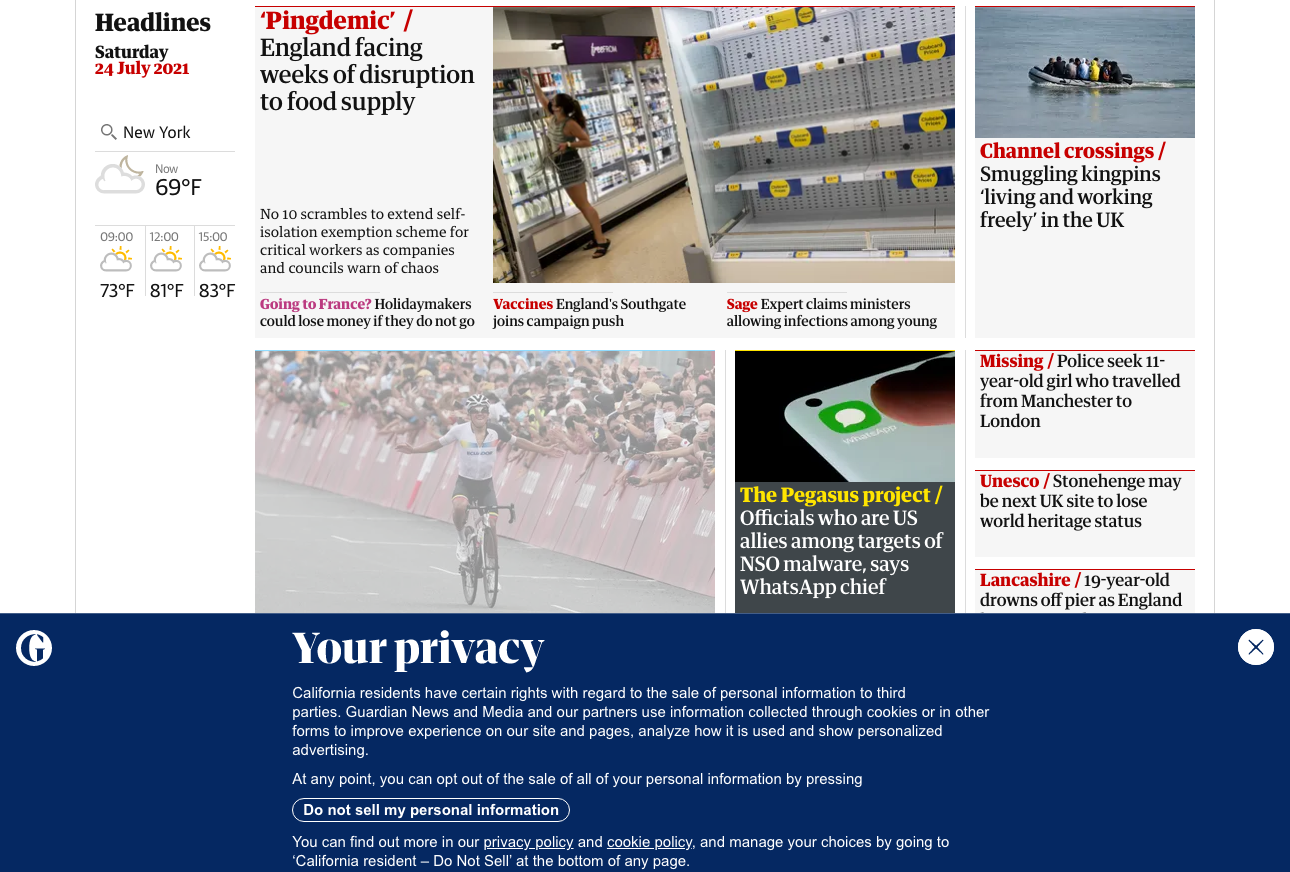 Headlines
Saturday
24 July 2021
New York
Now
69°F
09:00
12:00
15:00
73°F
81°F
83°F
‘Pingdemic’ /
England facing
weeks of disruption
to food supply
No 10 scrambles to extend self-
isolation exemption scheme for
critical workers as companies
and councils warn of chaos
Going to France? Holidaymakers
could lose money if they do not go
Vaccines England's Southgate
joins campaign push
Sage Expert claims ministers
allowing infections among young
Channel crossings /
Smuggling kingpins
‘living and working
freely’ in the UK
The Pegasus project /
Officials who are US
allies among targets of
NSO malware, says
WhatsApp chief
WhatsApp
Missing / Police seek 11-
year-old girl who travelled
from Manchester to
London
Unesco / Stonehenge may
be next UK site to lose
world heritage status
Lancashire / 19-year-old
drowns off pier as England
Your privacy
California residents have certain rights with regard to the sale of personal information to third
parties. Guardian News and Media and our partners use information collected through cookies or in other
forms to improve experience on our site and pages, analyze how it is used and show personalized
advertising.
At any point, you can opt out of the sale of all of your personal information by pressing
Do not sell my personal information
You can find out more in our privacy policy and cookie policy, and manage your choices by going to
‘California resident – Do Not Sell’ at the bottom of any page.